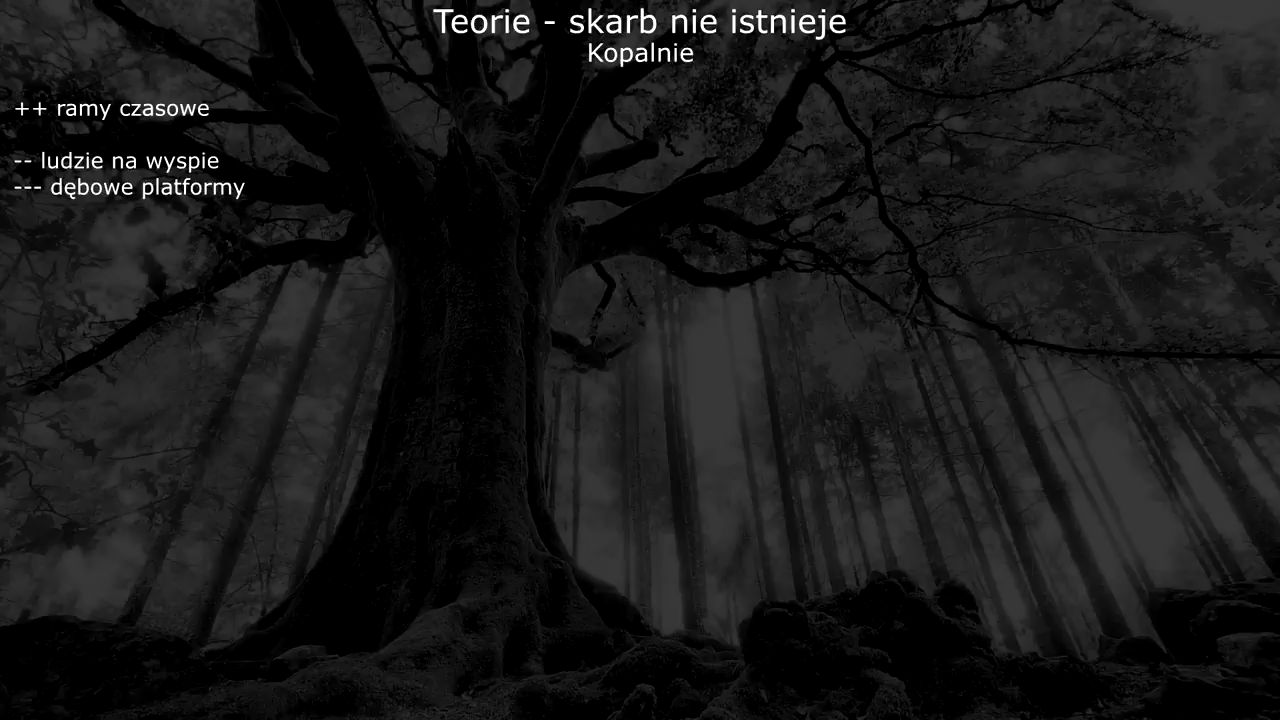 Teorie - skarb nie istnieje
Kopalnie
++ ramy czasowe
-- ludzie na wyspie
--- dębowe platformy